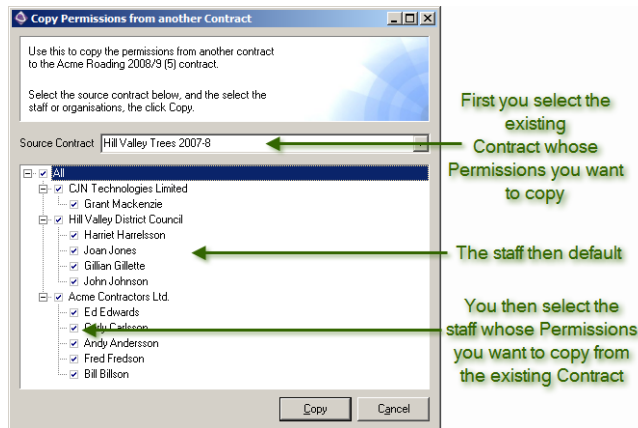 Copy Permissions from another Contract
Use this to copy the permissions from another contract
to the Acme Roading 2008/9 (5) contract.
Select the source contract below, and the select the
staff or organisations, the click Copy.
Source Contract Hill Valley Trees 2007-8
All
CJN Technologies Limited
Grant Mackenzie
Hill Valley District Council
Harriet Harrelsson
Joan Jones
Gillian Gillette
John Johnson
Acme Contractors Ltd.
Ed Edwards
Carlsson
Andy Andersson
Fred Fredson
Bill Billson
Copy Cancel
First you select the
existing
Contract whose
Permissions you want
to copy
The staff then default
You then select the
staff whose Permissions
you want to copy from
the existing Contract